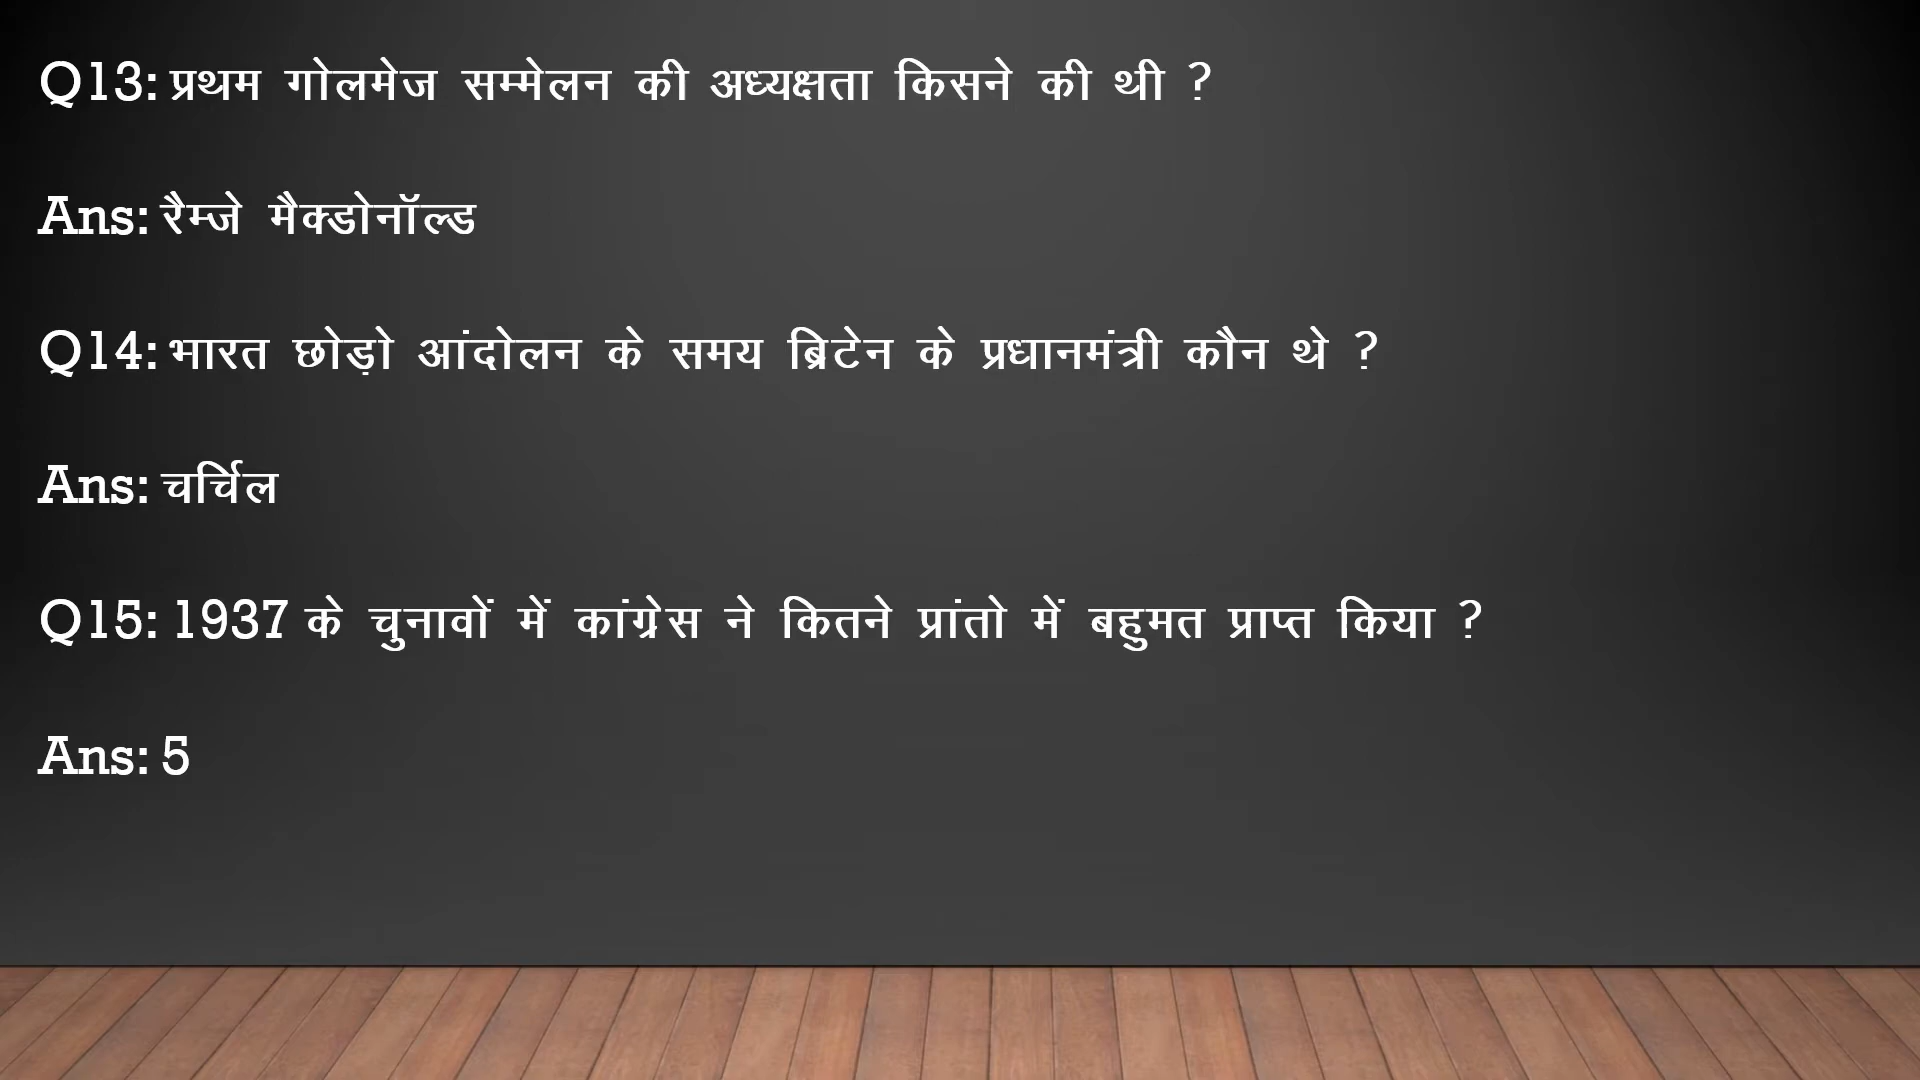 Q13: प्रथम गोलमेज सम्मेलन की अध्यक्षता किसने की थी ?
Ans: रैम्जे मैक्डोनॉल्ड
Q14: भारत छोड़ो आंदोलन के समय ब्रिटेन के प्रधानमंत्री कौन थे ?
Ans: चर्चिल
Q15: 1937 के चुनावों में कांग्रेस ने कितने प्रांतो में बहुमत प्राप्त किया ?
Ans: 5